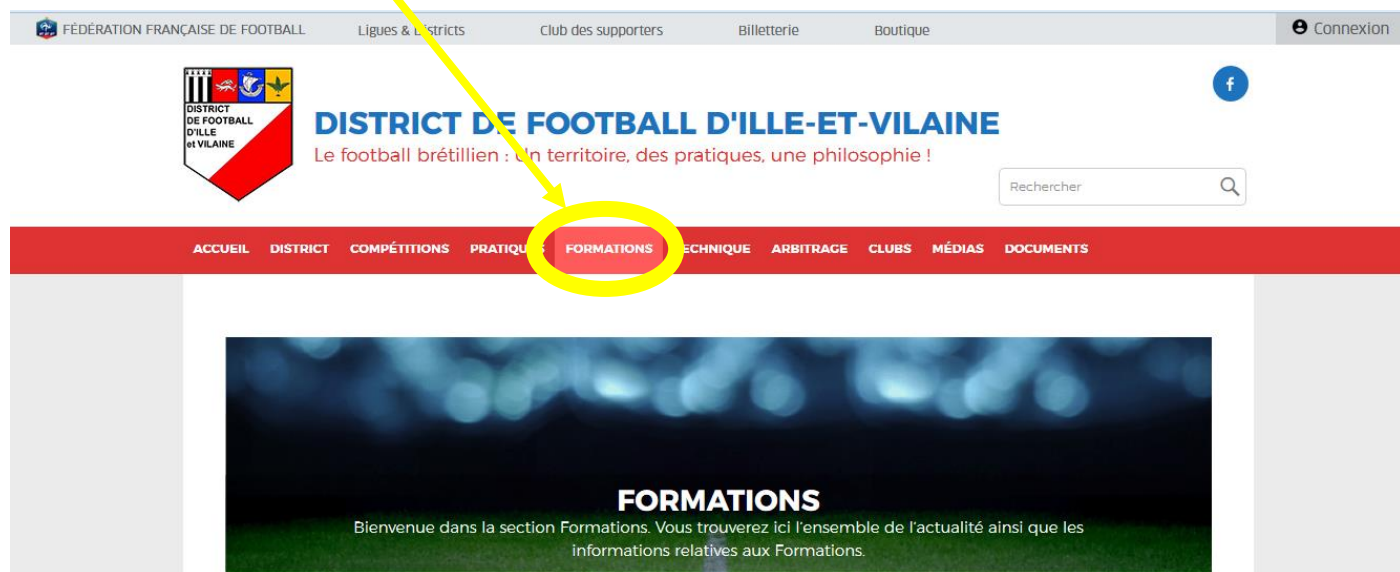 FÉDÉRATION FRANÇAISE DE FOOTBALL Ligues & Districts Club des supporters Billetterie Boutique Connexion
DISTRICT
DE FOOTBALL
D'ILLE
et VILAINE
DISTRICT DE FOOTBALL D'ILLE-ET-VILAINE
Le football brétillien : Un territoire, des pratiques, une philosophie !
Rechercher
ACCUEIL DISTRICT COMPÉTITIONS PRATIQUES FORMATIONS TECHNIQUE ARBITRAGE CLUBS MÉDIAS DOCUMENTS
FORMATIONS
Bienvenue dans la section Formations. Vous trouverez ici l'ensemble de l'actualité ainsi que les
informations relatives aux Formations.